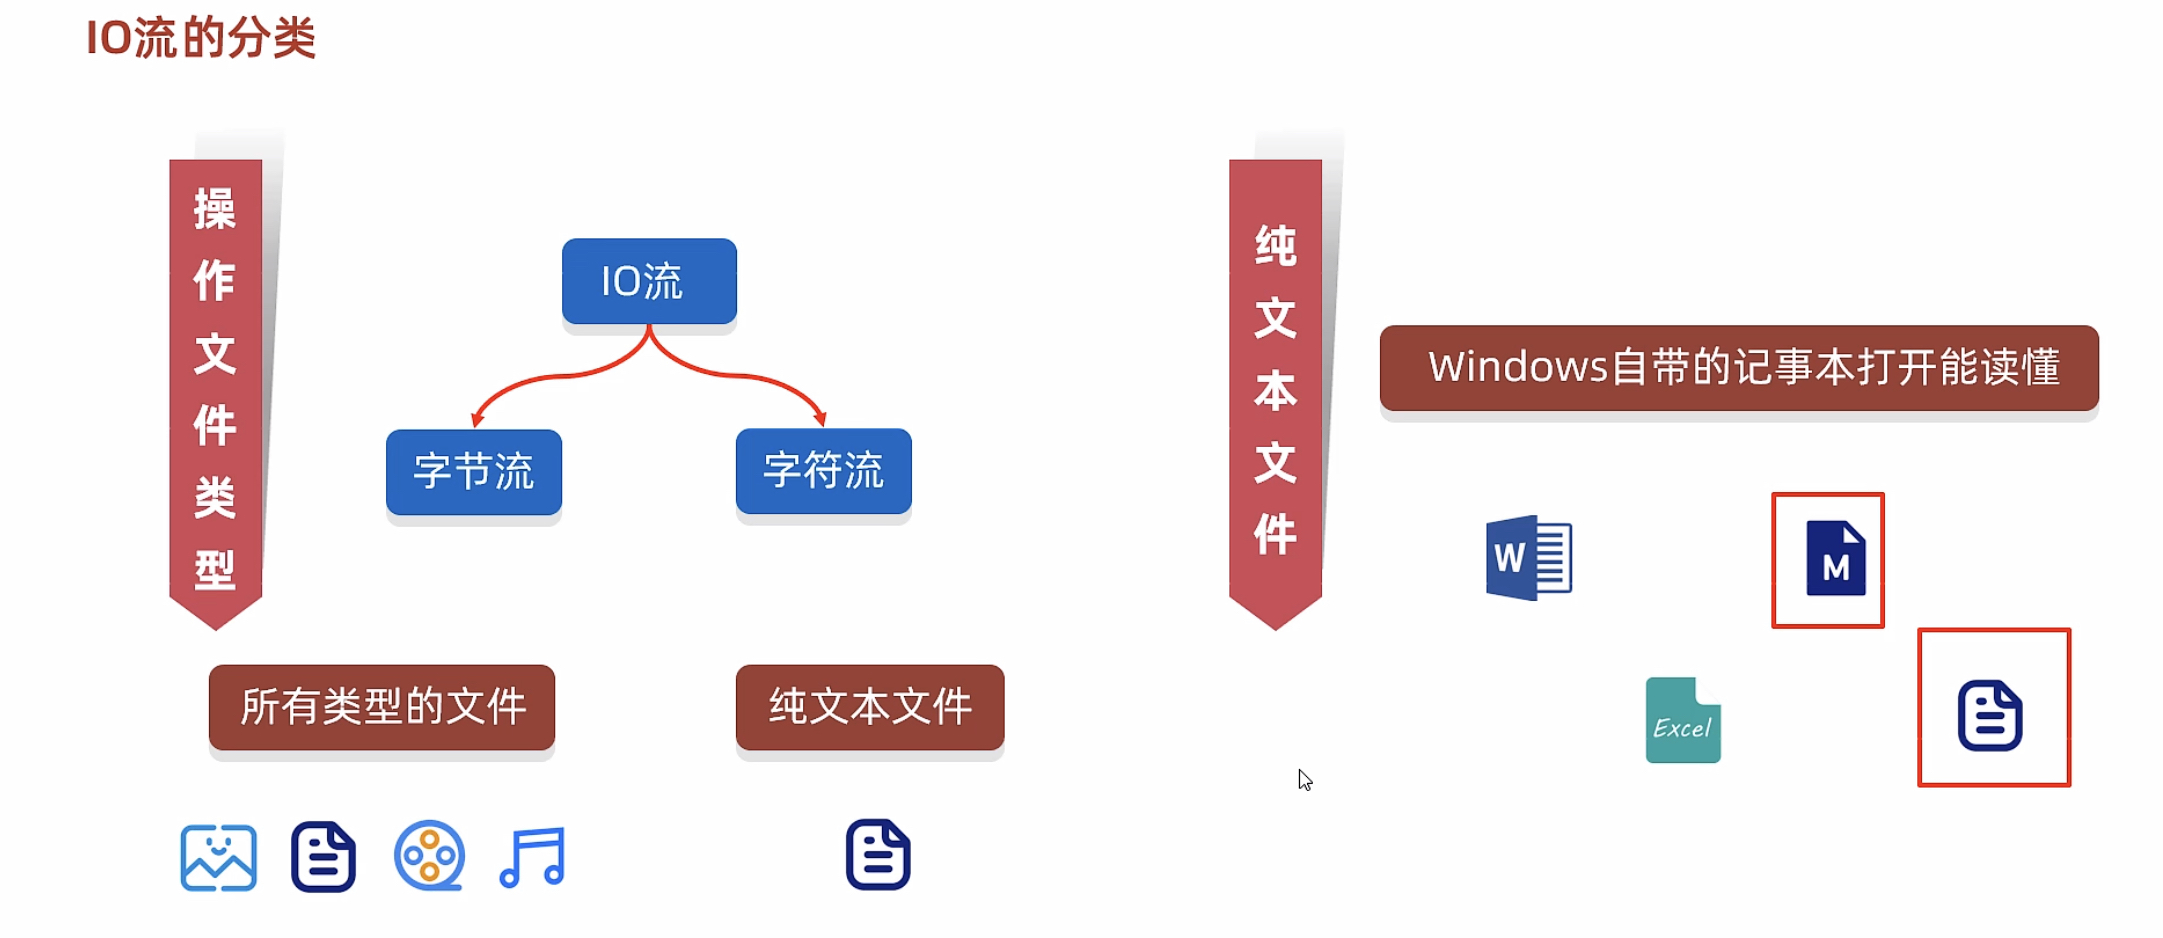 IO流的分类
操作文件类型
IO流
字节流
字符流
所有类型的文件
纯文本文件
纯文本文件
Windows自带的记事本打开能读懂
W
M
Excel